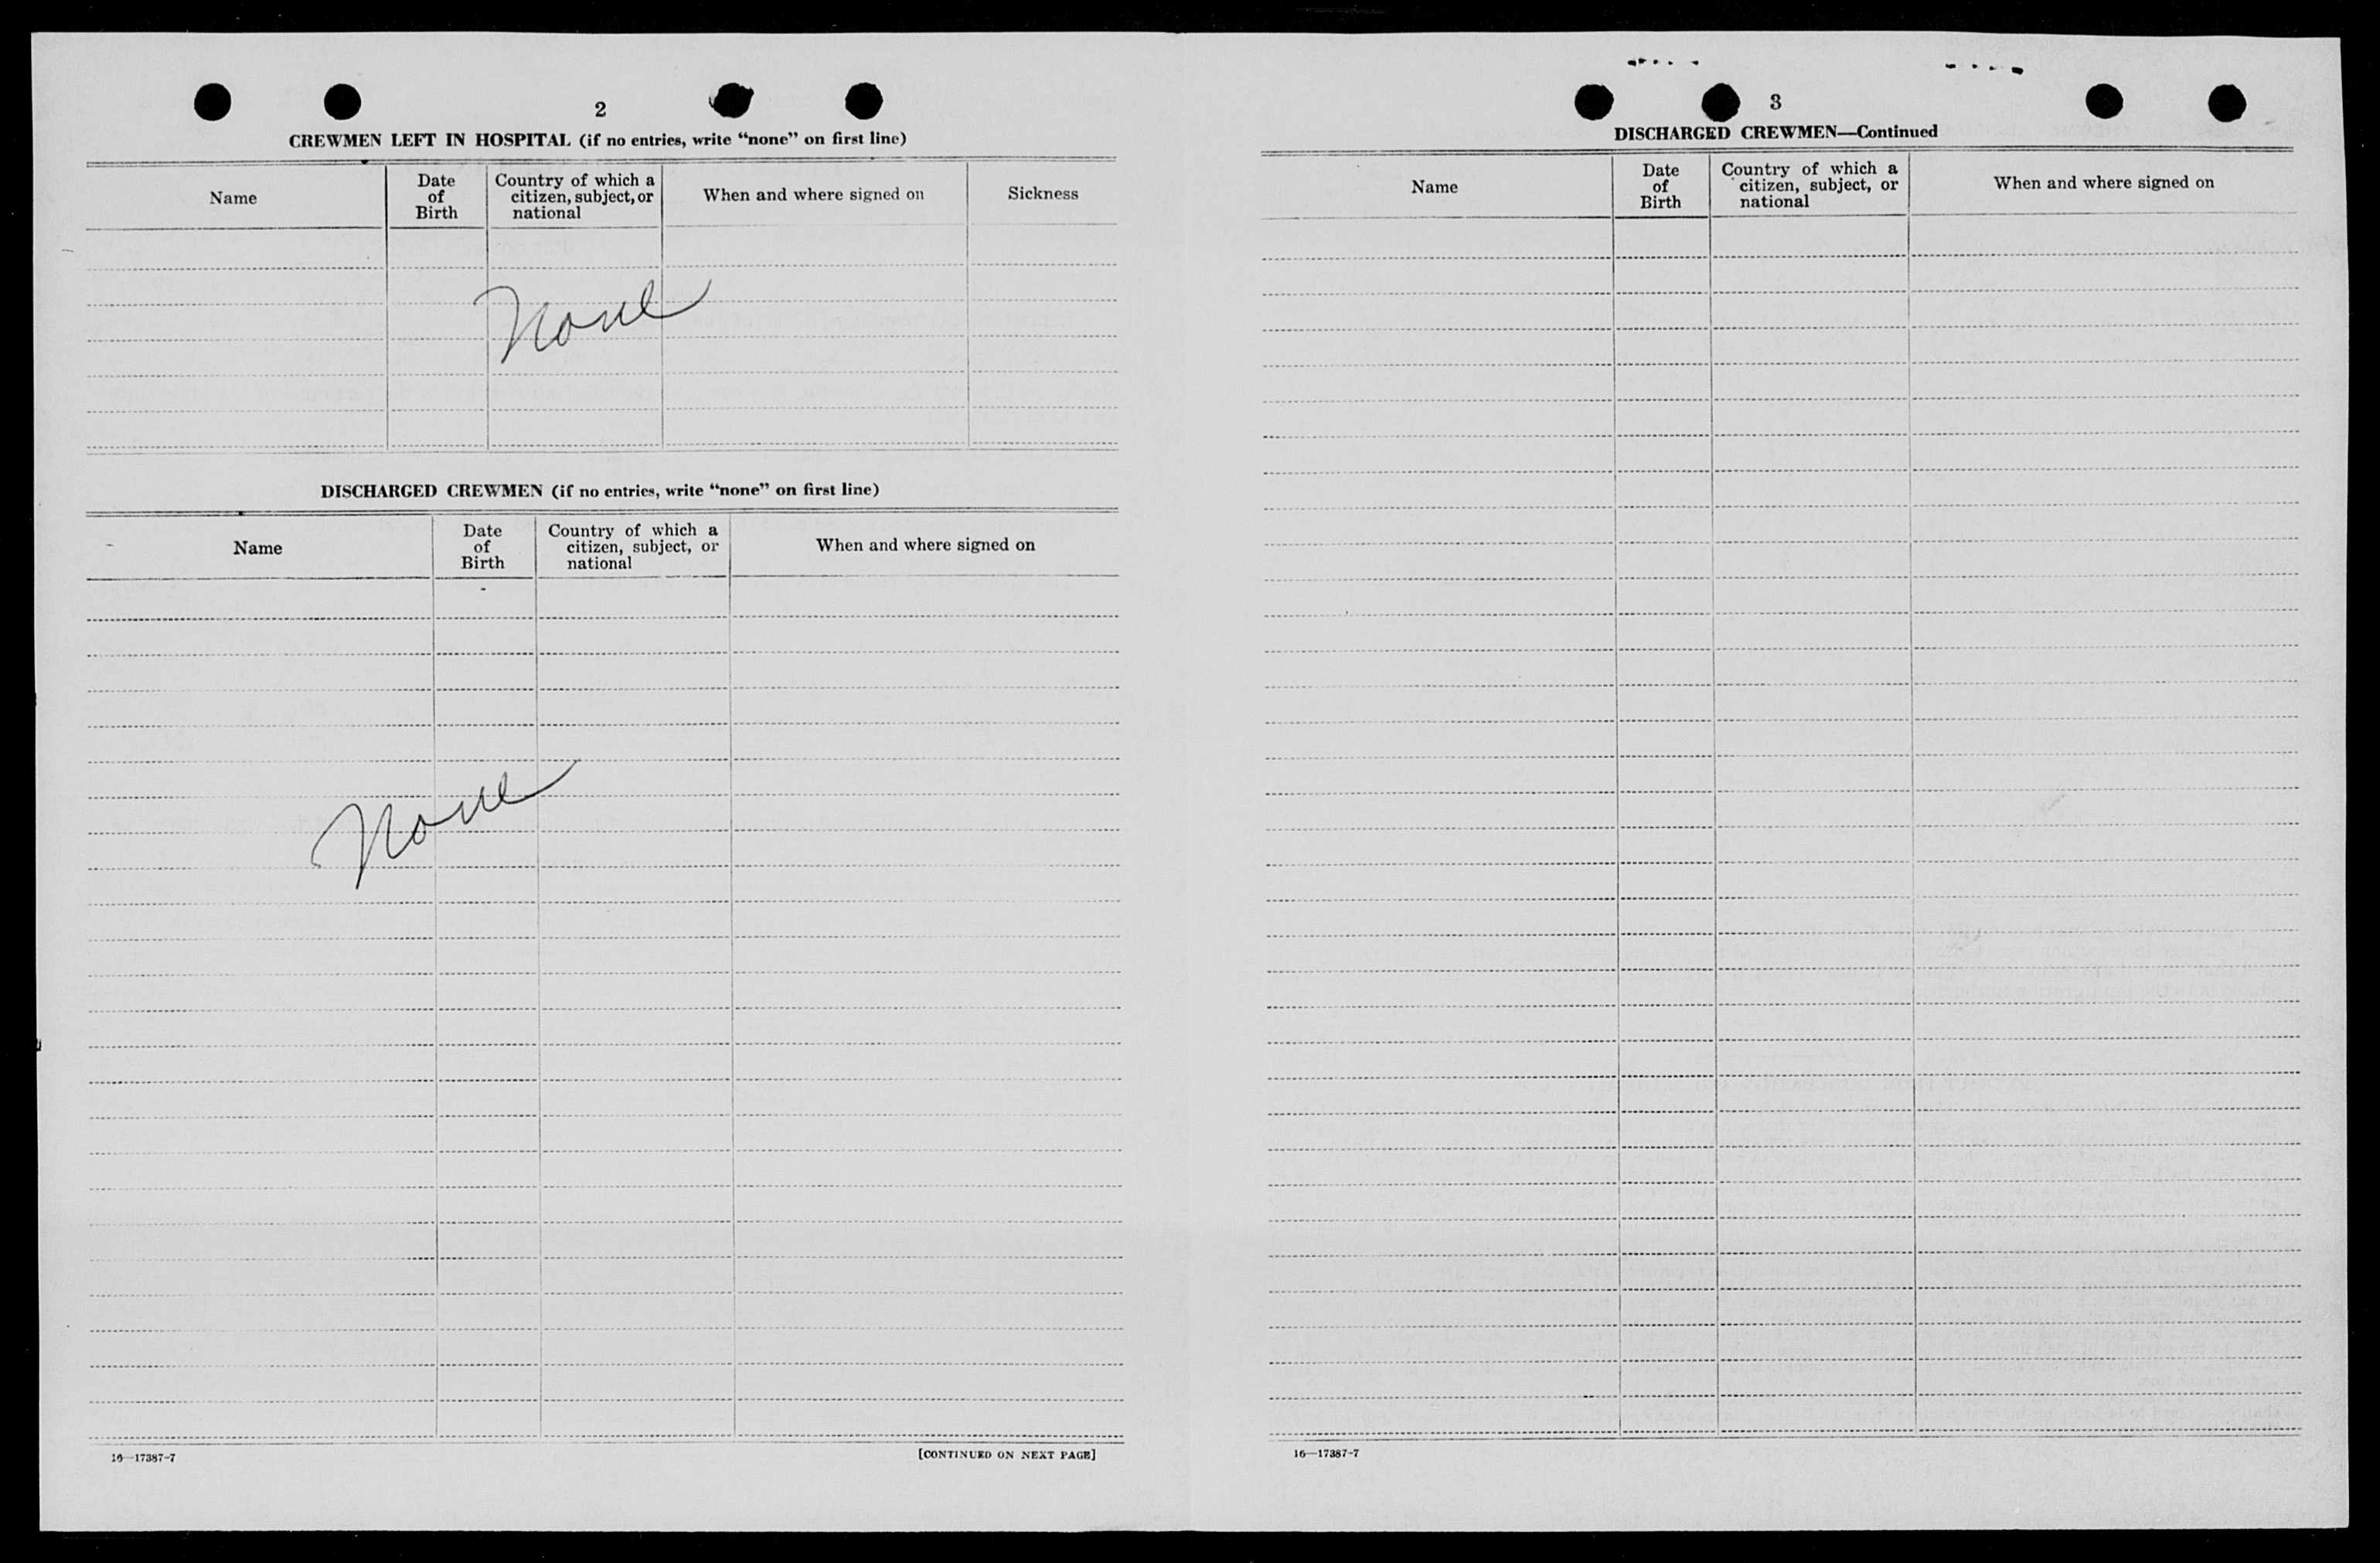 2
CREWMEN LEFT IN HOSPITAL (if no entries, write “none” on first line)
Name
Date of Birth
Country of which a citizen, subject, or national
When and where signed on
Sickness
None
DISCHARGED CREWMEN (if no entries, write “none” on first line)
Name
Date of Birth
Country of which a citizen, subject, or national
When and where signed on
None
16—17387-7
[CONTINUED ON NEXT PAGE]
3
DISCHARGED CREWMEN—Continued
Name
Date of Birth
Country of which a citizen, subject, or national
When and where signed on
16—17387-7